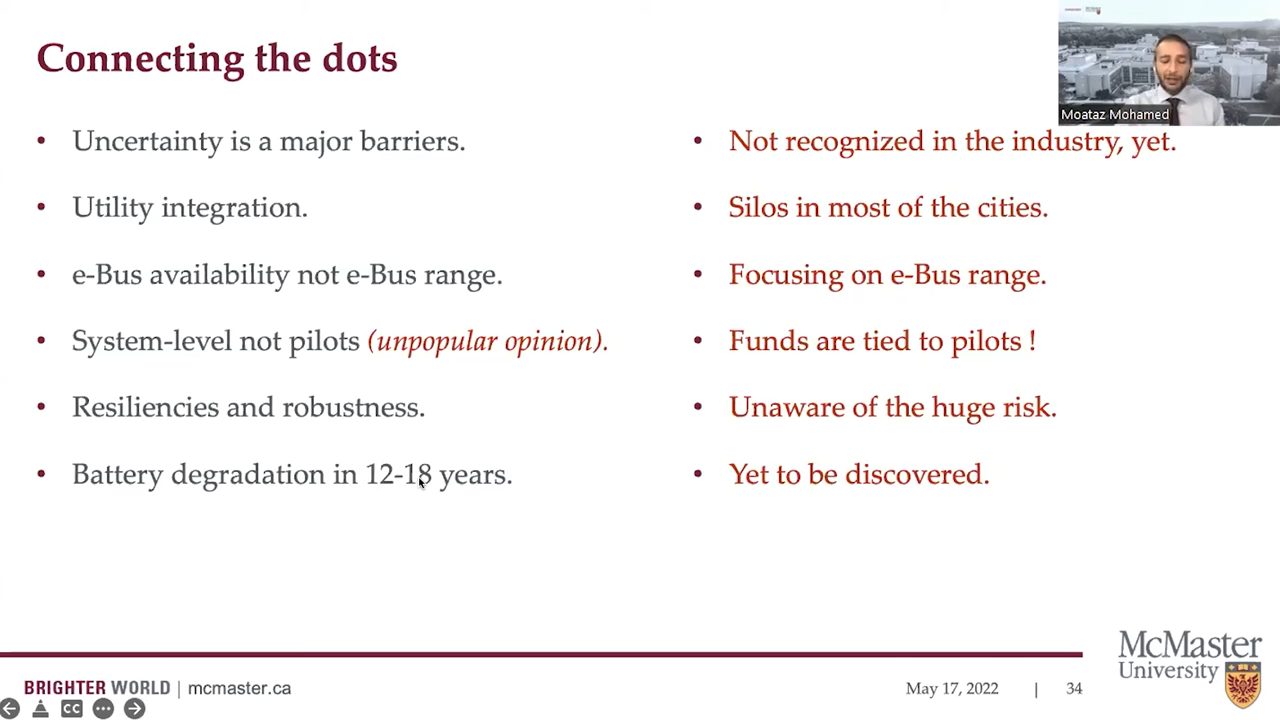 Connecting the dots
Moataz Mohamed
• Uncertainty is a major barriers.
• Utility integration.
• e-Bus availability not e-Bus range.
• System-level not pilots (unpopular opinion).
• Resiliencies and robustness.
• Battery degradation in 12-18 years.
• Not recognized in the industry, yet.
• Silos in most of the cities.
• Focusing on e-Bus range.
• Funds are tied to pilots !
• Unaware of the huge risk.
• Yet to be discovered.
BRIGHTER WORLD | mcmaster.ca
May 17, 2022 | 34
McMaster
University
CC